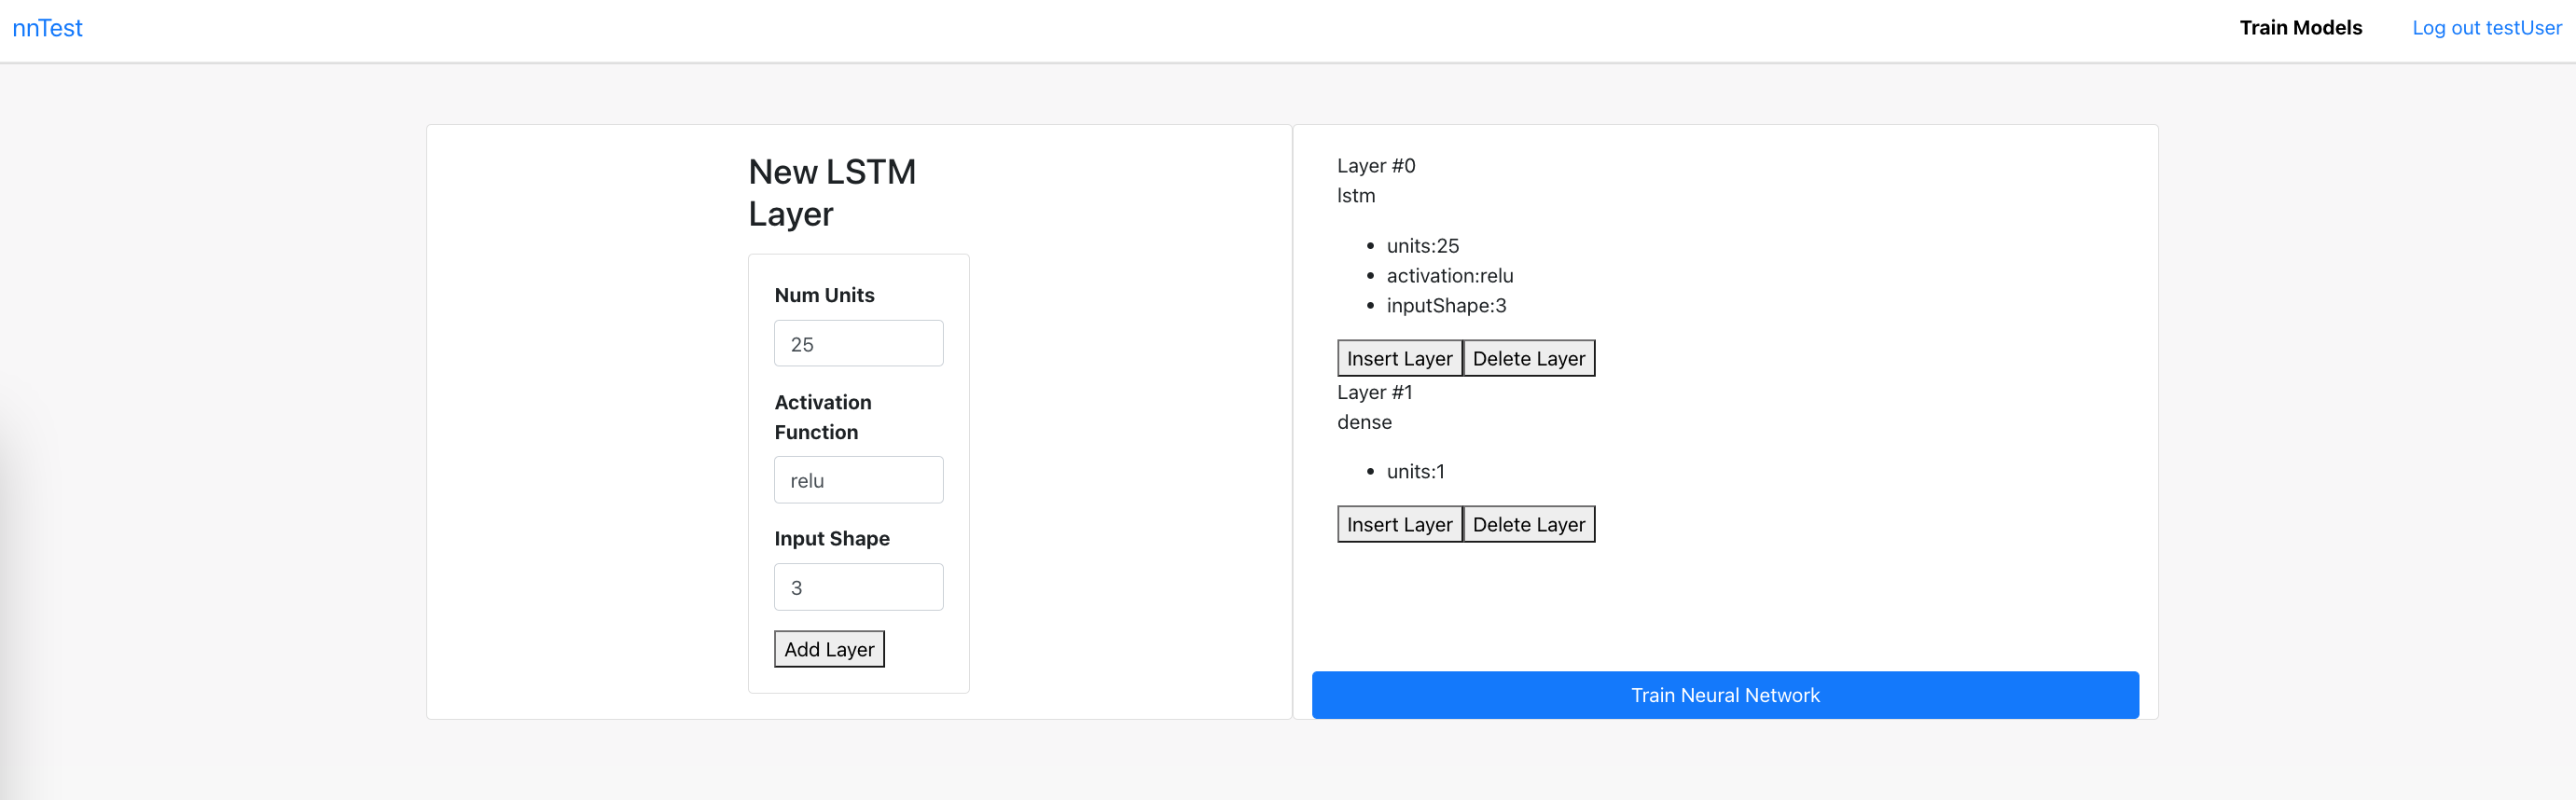 nnTest
Train Models
Log out testUser
New LSTM
Layer
Num Units
25
Activation
Function
relu
Input Shape
3
Add Layer
Layer #0
lstm
units:25
activation:relu
inputShape:3
Insert Layer Delete Layer
Layer #1
dense
units:1
Insert Layer Delete Layer
Train Neural Network